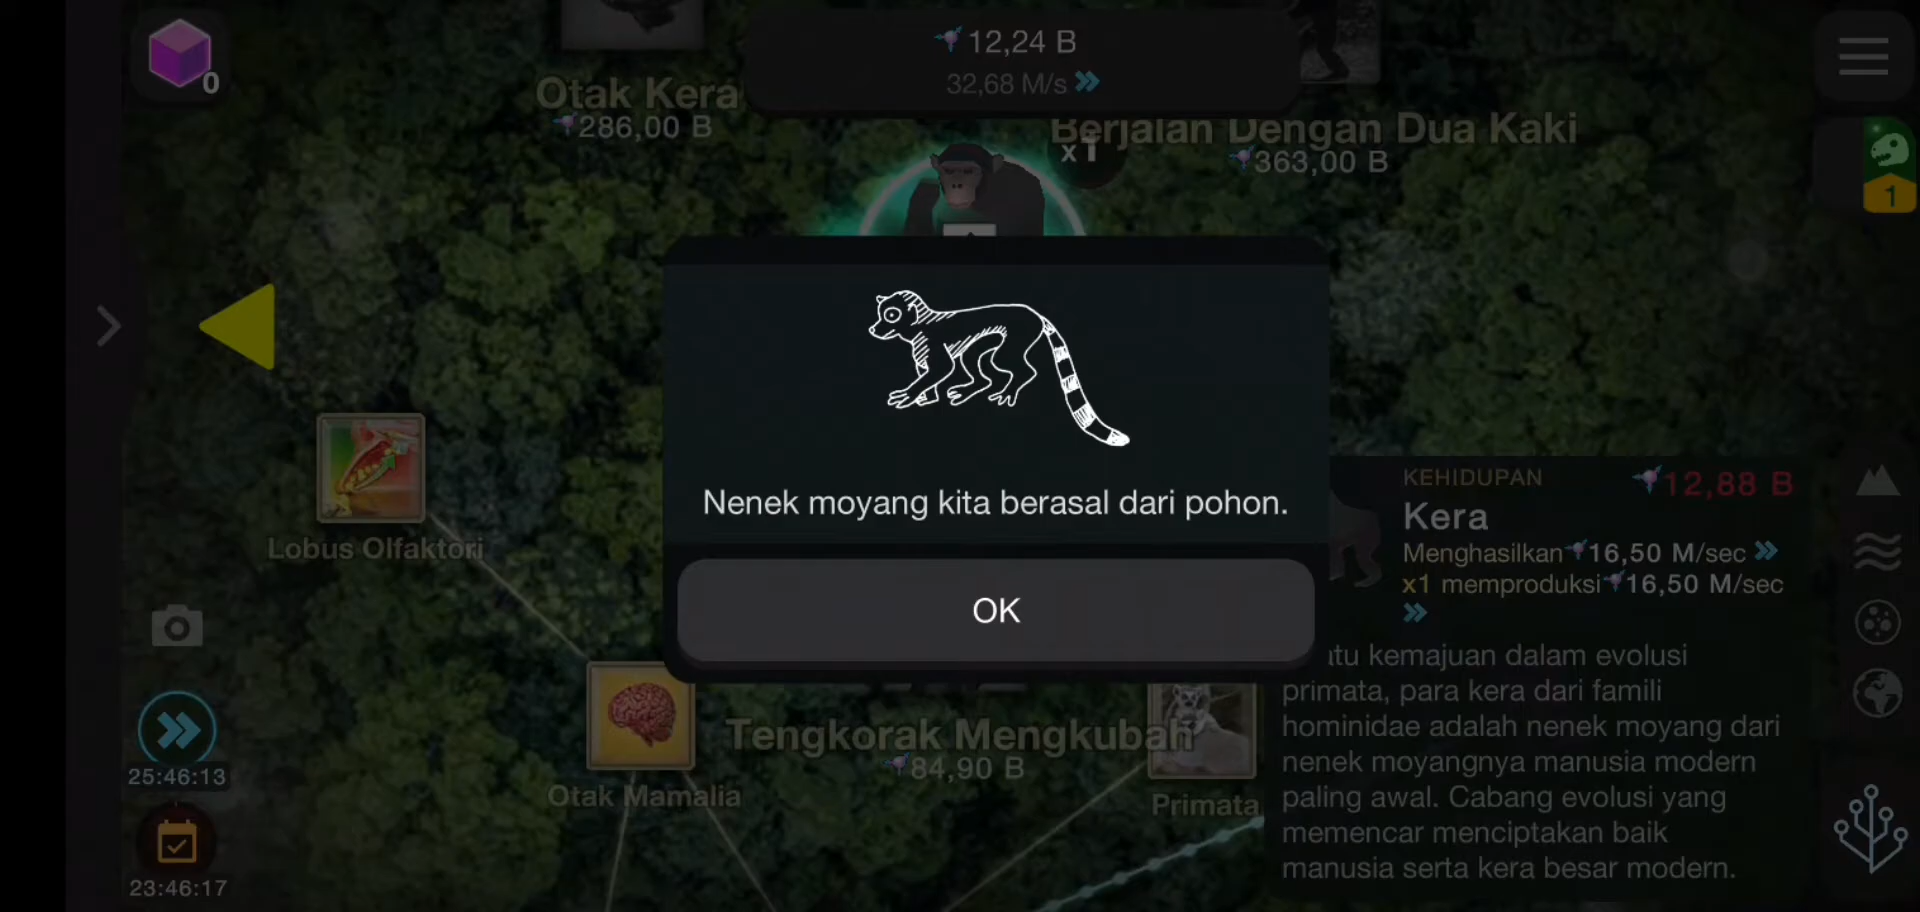 0
12,24 B
32,68 M/s
Otak Kera
286,00 B
Berjalan Dengan Dua Kaki
363,00 B
x1
1
Nenek moyang kita berasal dari pohon.
OK
Lobus Olfaktori
KEHIDUPAN
12,88 B
Kera
Menghasilkan 16,50 M/sec
x1 memproduksi 16,50 M/sec
kemajuan dalam evolusi
primata, para kera dari famili
hominidae adalah nenek moyang dari
nenek moyangnya manusia modern
paling awal. Cabang evolusi yang
memencar menciptakan baik
manusia serta kera besar modern.
Tengkorak Mengkubah
84,90 B
Otak Mamalia
Primata
25:46:13
23:46:17